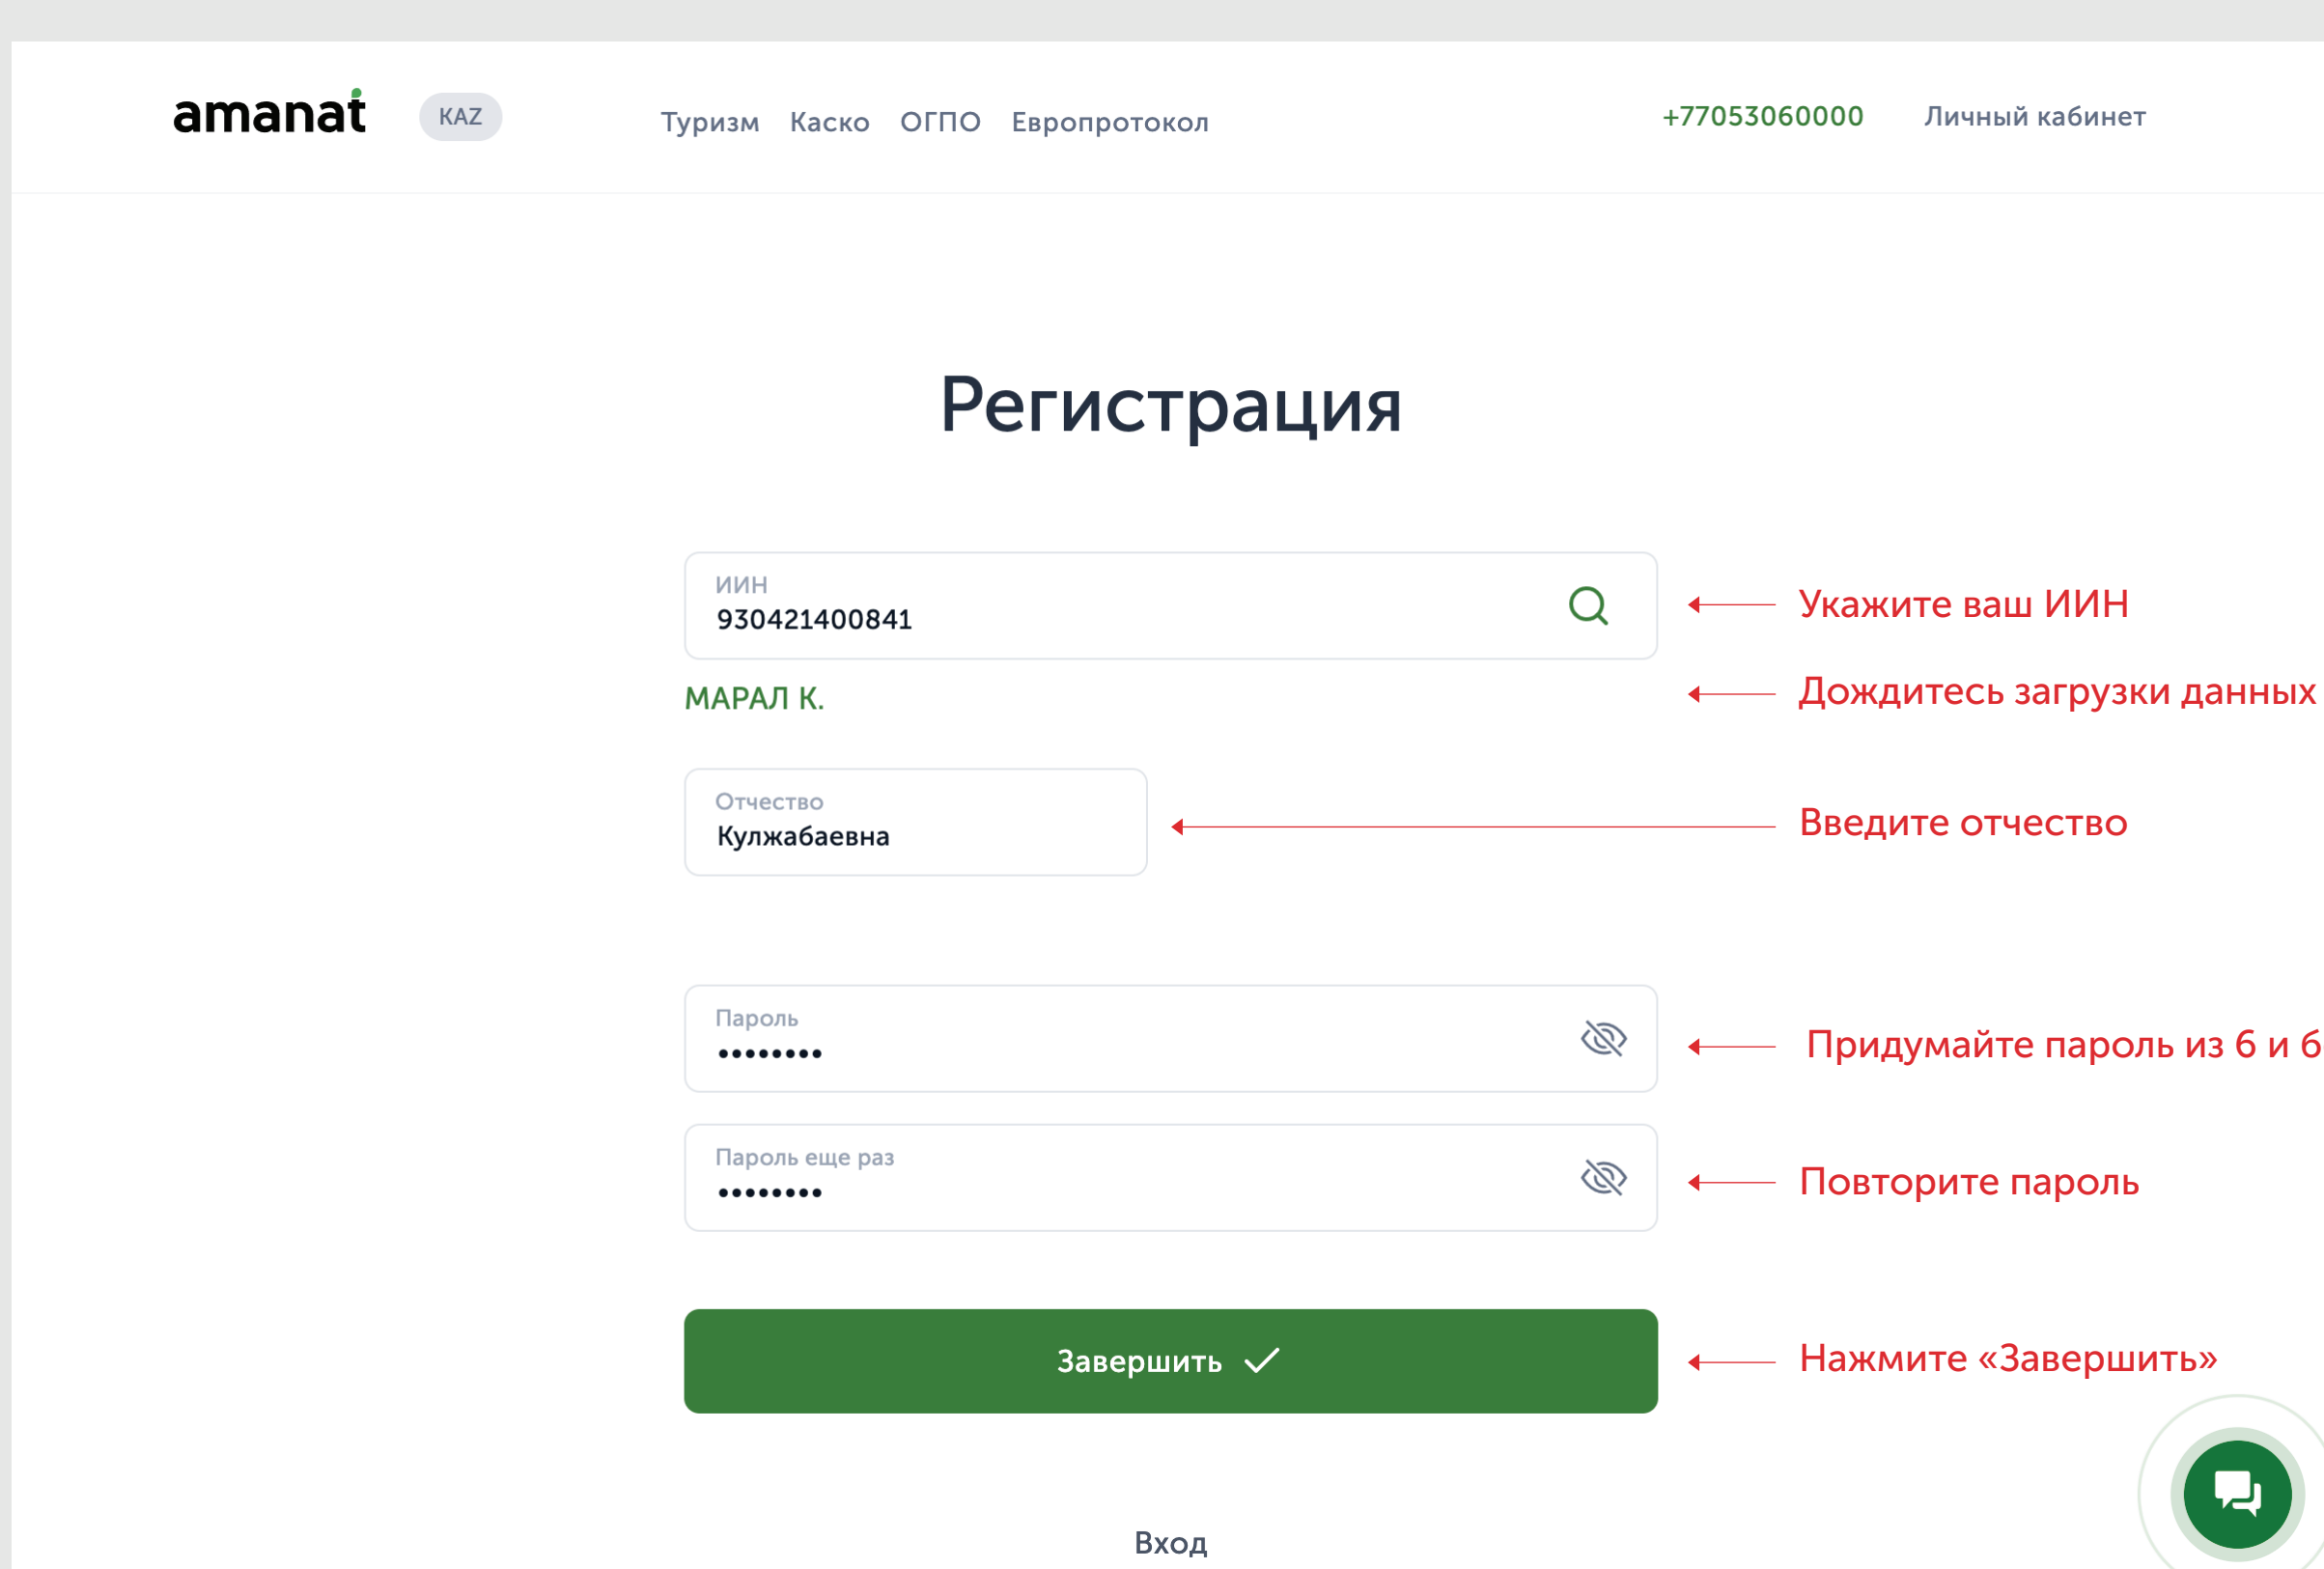 amanat
KAZ
Туризм Каско ОГПО Европротокол
+77053060000
Личный кабинет
Регистрация
ИИН
930421400841
Укажите ваш ИИН
МАРАЛ К.
Дождитесь загрузки данных
Отчество
Кулжабаевна
Введите отчество
Пароль
••••••••
Придумайте пароль из 6 и б
Пароль еще раз
••••••••
Повторите пароль
Завершить
Нажмите «Завершить»
Вход